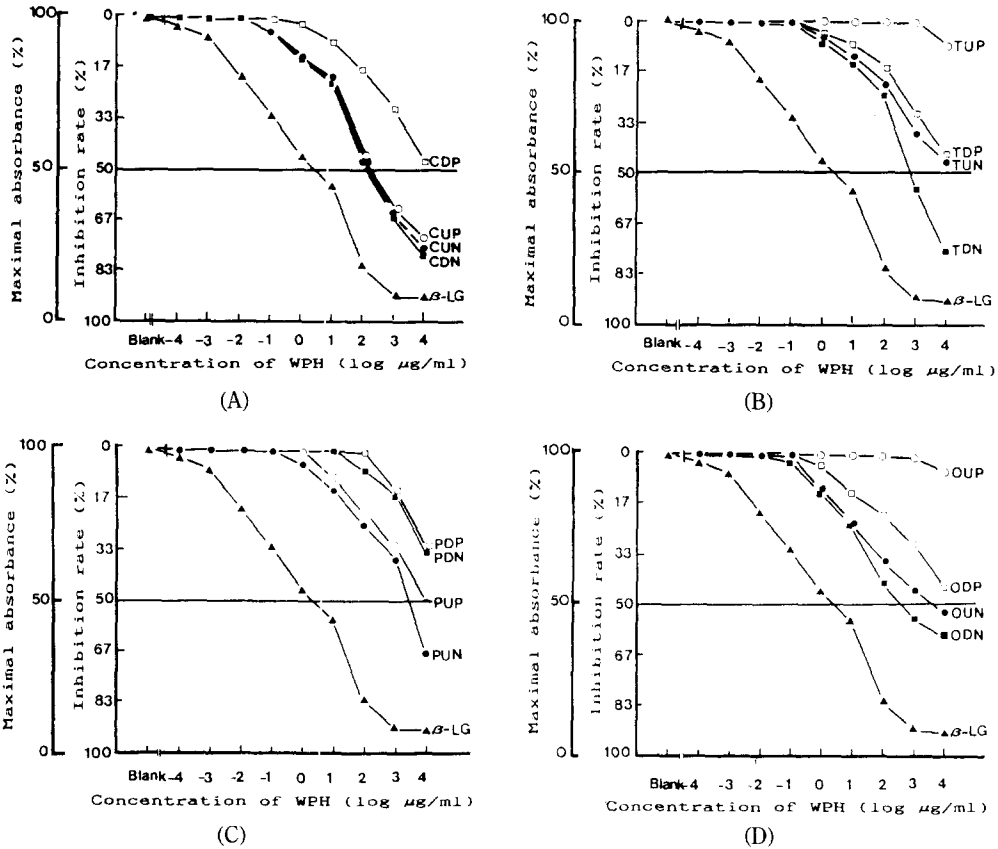 Maximal absorbance (%)
100
50
0
Inhibition rate (%)
0
17
33
50
67
83
100
CDP
CUP
CUN
CDN
β-LG
Blank -4 -3 -2 -1 0 1 2 3 4
Concentration of WPH (log μg/ml)
(A)
Maximal absorbance (%)
100
50
0
Inhibition rate (%)
0
17
33
50
67
83
100
TUP
TDP
TUN
TDN
β-LG
Blank -4 -3 -2 -1 0 1 2 3 4
Concentration of WPH (log μg/ml)
(B)
Maximal absorbance (%)
100
50
0
Inhibition rate (%)
0
17
33
50
67
83
100
PDP
PDN
PUP
PUN
β-LG
Blank -4 -3 -2 -1 0 1 2 3 4
Concentration of WPH (log μg/ml)
(C)
Maximal absorbance (%)
100
50
0
Inhibition rate (%)
0
17
33
50
67
83
100
OUP
ODP
OUN
ODN
β-LG
Blank -4 -3 -2 -1 0 1 2 3 4
Concentration of WPH (log μg/ml)
(D)